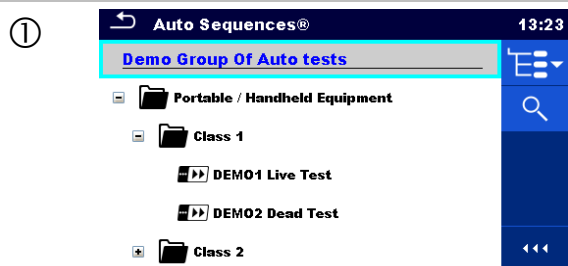 ①
Auto Sequences® 13:23
Demo Group Of Auto tests
Portable / Handheld Equipment
Class 1
DEMO1 Live Test
DEMO2 Dead Test
Class 2